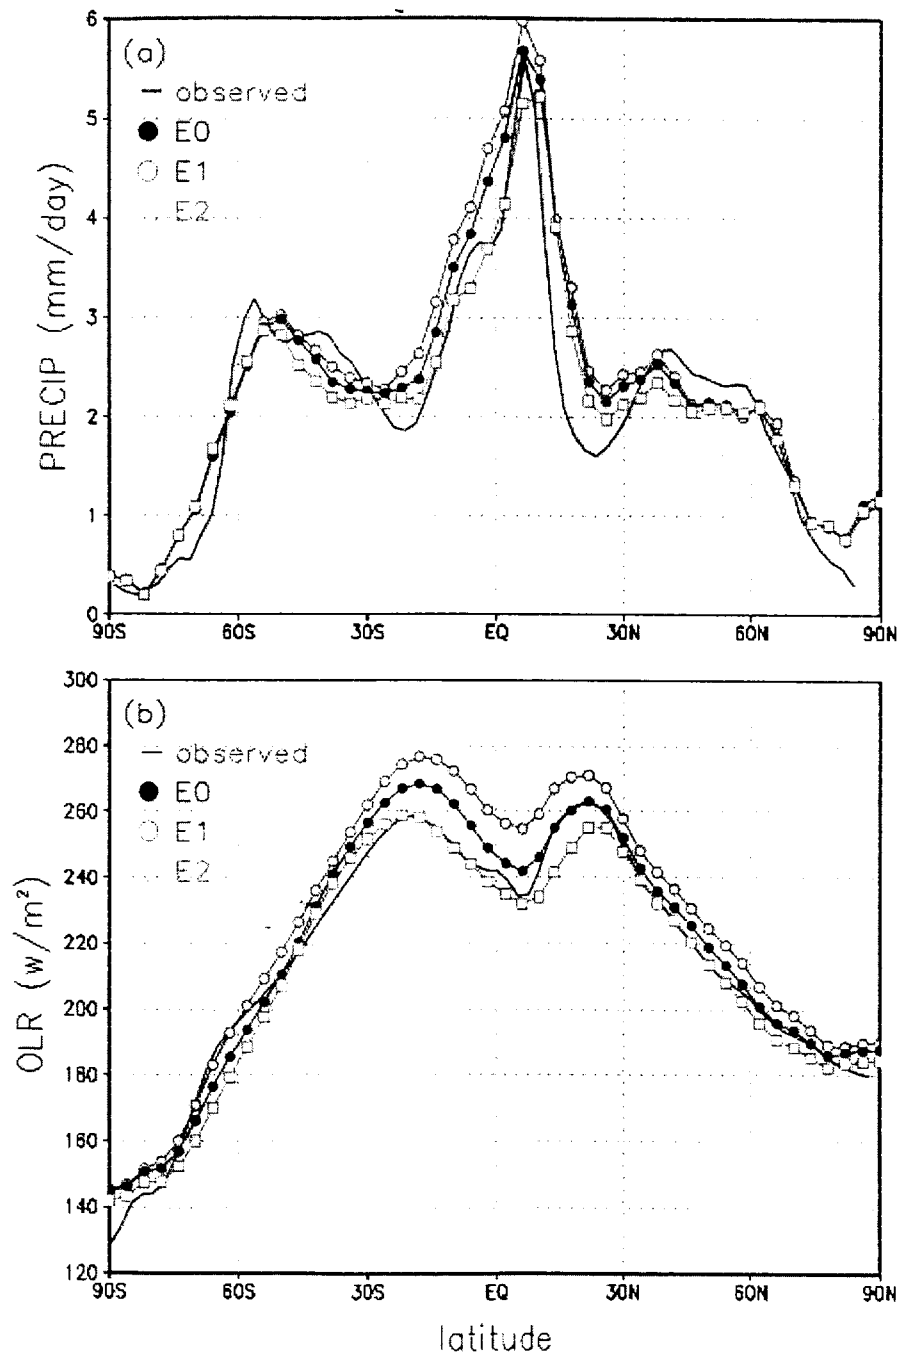 6
(a)
observed
5
E0
E1
4
E2
PRECIP (mm/day)
3
2
1
0
90S 60S 30S EQ 30N 60N 90N
300
(b)
280
observed
E0
260
E1
240
E2
OLR (w/m²)
220
200
180
160
140
120
90S 60S 30S EQ 30N 60N 90N
latitude